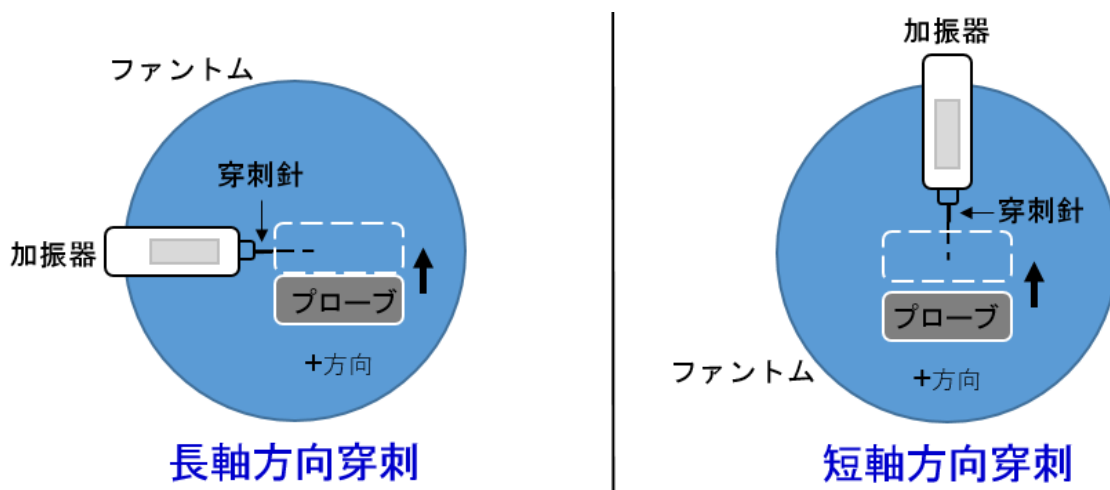 ファントム
穿刺針
加振器
プローブ
+方向
長軸方向穿刺
加振器
穿刺針
プローブ
ファントム
+方向
短軸方向穿刺